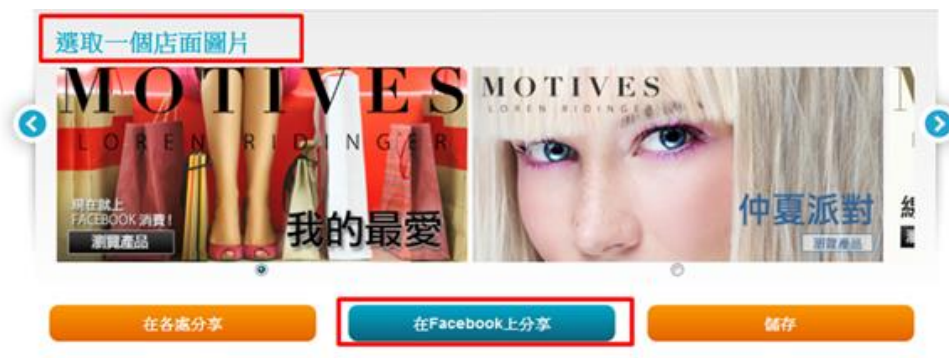 選取一個店面圖片
MOTIVES
LOREN RIDINGER
現在就上
FACEBOOK 消費!
瀏覽產品
我的最愛
MOTIVES
LOREN RIDINGER
仲夏派對
瀏覽產品
在各處分享
在Facebook上分享
儲存